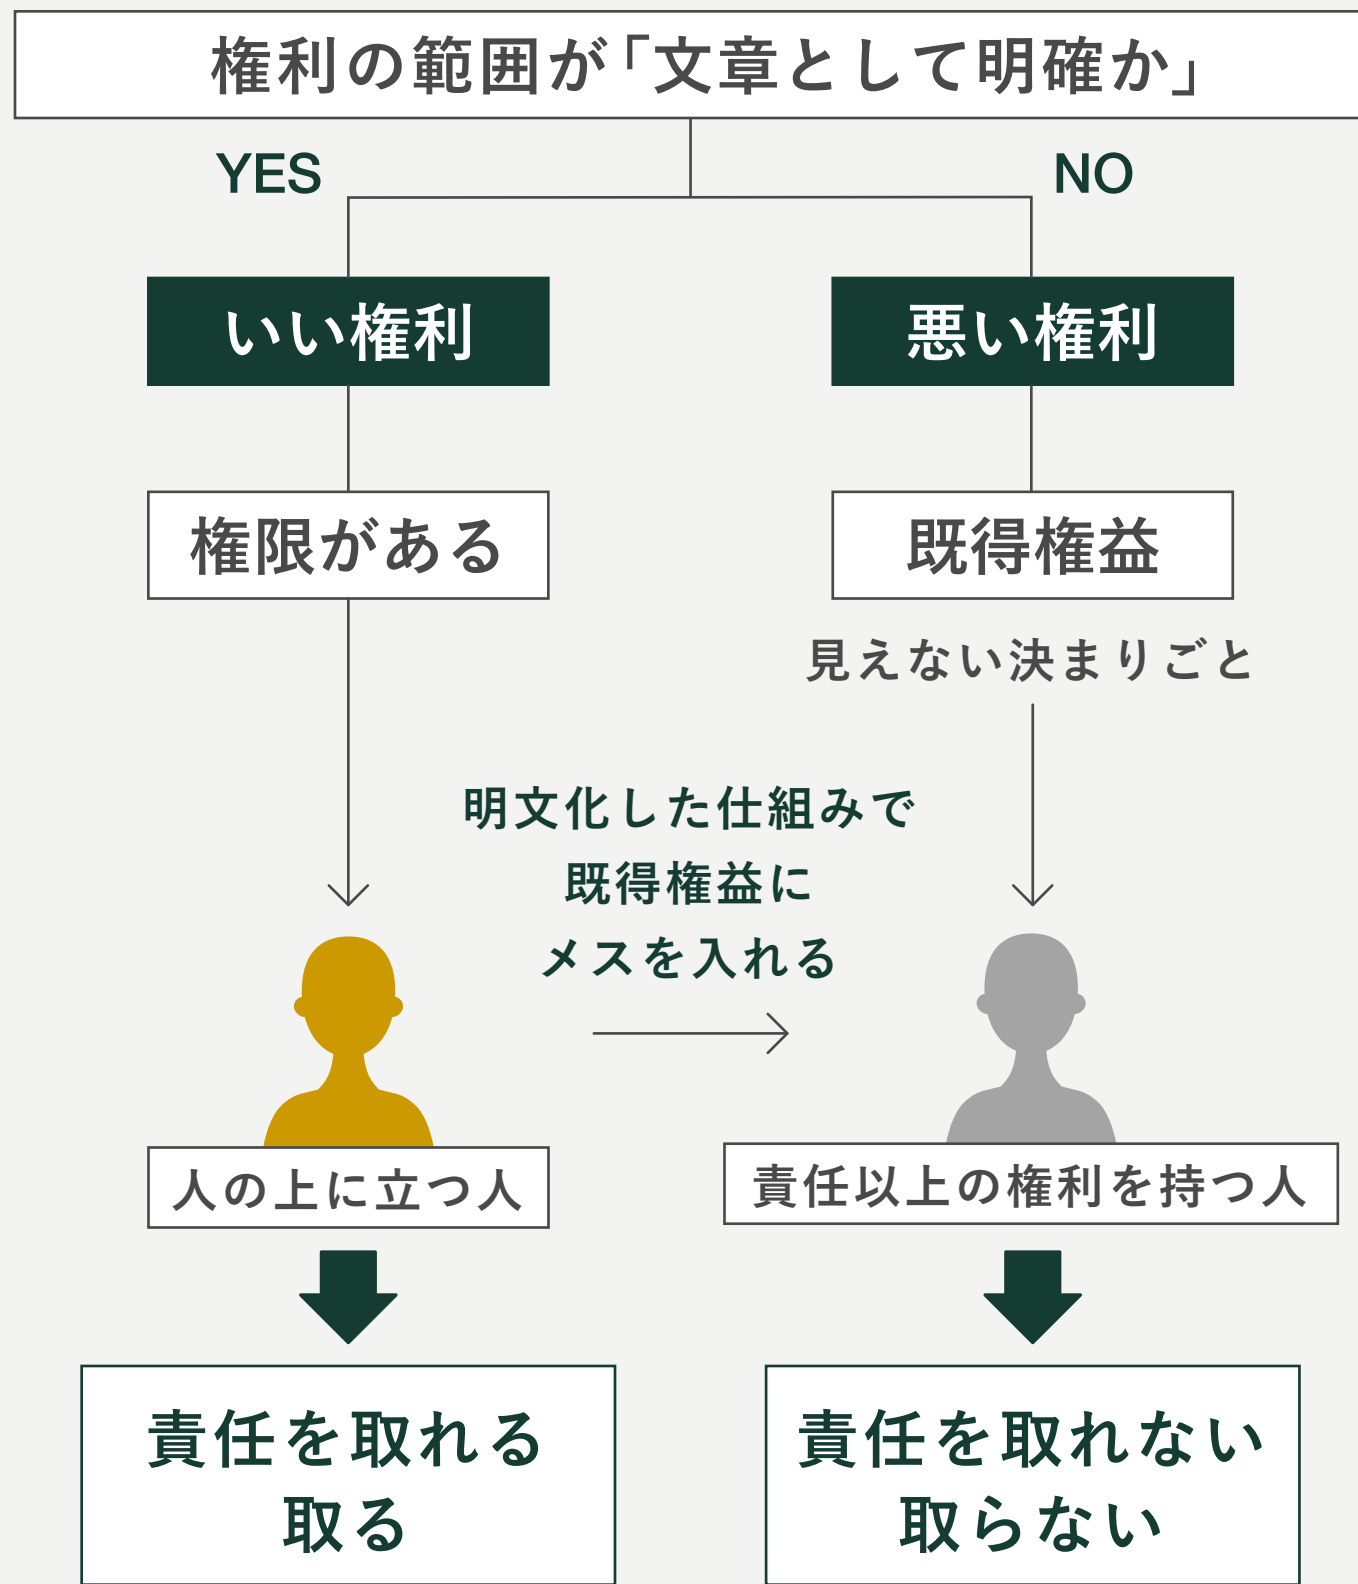 権利の範囲が「文章として明確か」
YES
NO
いい権利
悪い権利
権限がある
既得権益
見えない決まりごと
明文化した仕組みで
既得権益に
メスを入れる
人の上に立つ人
責任以上の権利を持つ人
責任を取れる
取る
責任を取れない
取らない